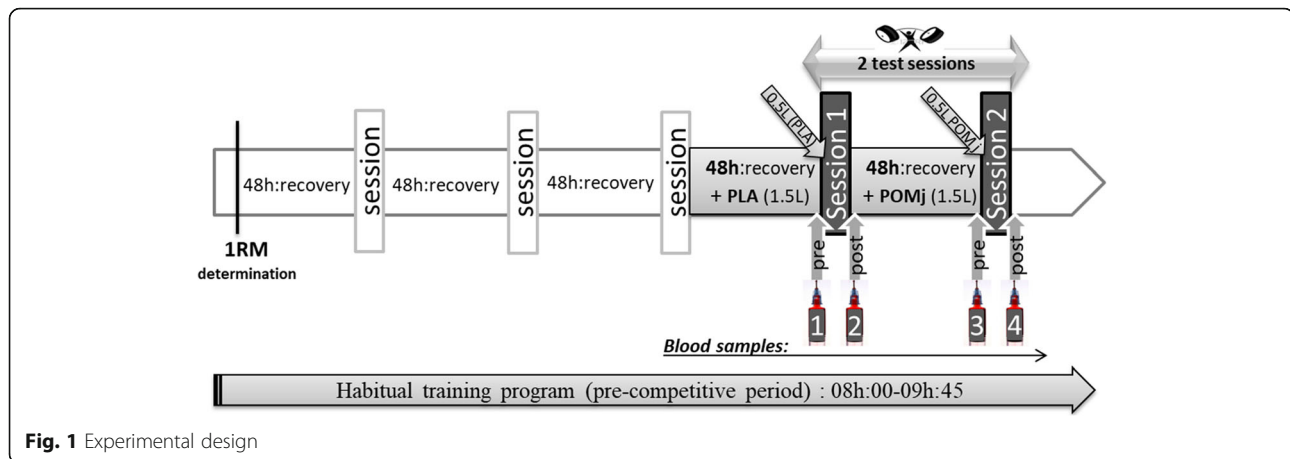 2 test sessions
0.5L (PLA)
0.5L POMj
Session 1
Session 2
session
session
session
48h:recovery
48h:recovery
48h:recovery
48h:recovery
+ PLA (1.5L)
48h:recovery
+ POMj (1.5L)
1RM
determination
pre
post
pre
post
1
2
3
4
Blood samples:
Habitual training program (pre-competitive period) : 08h:00-09h:45
Fig. 1 Experimental design